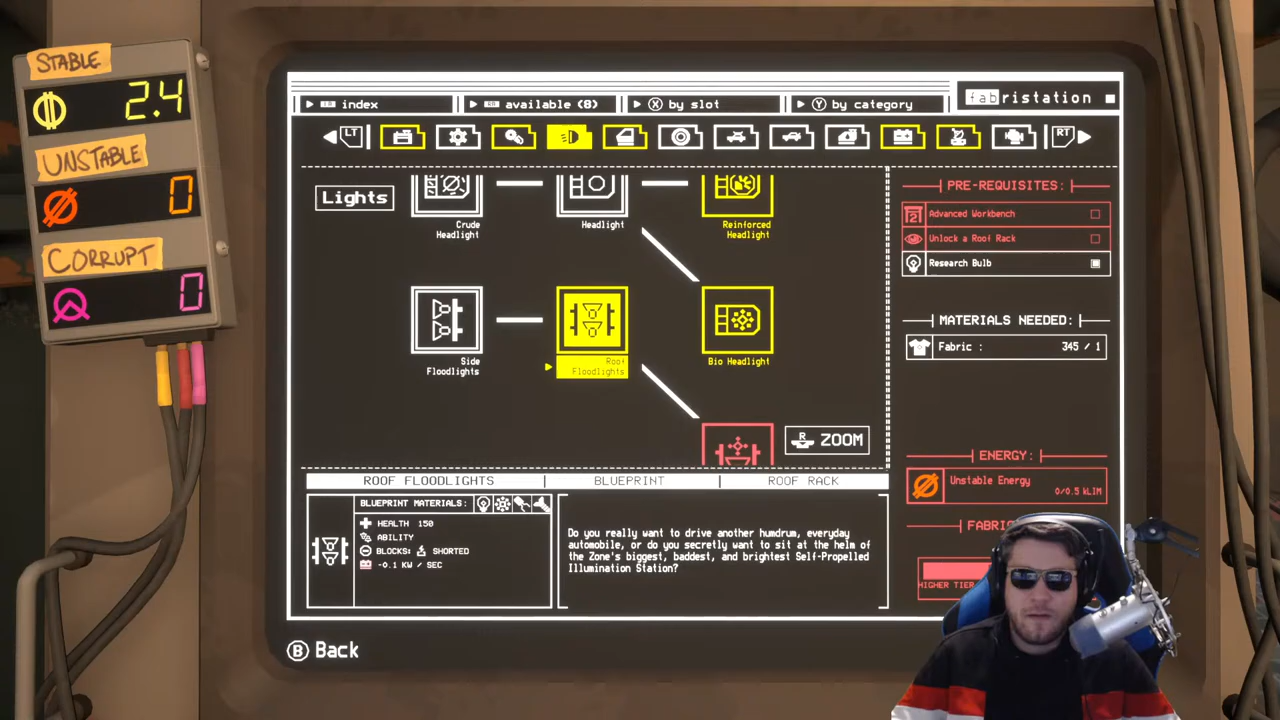 STABLE
2.4
UNSTABLE
0
CORRUPT
0
index
available (8)
X by slot
Y by category
fabristation
LT
RT
Lights
Crude Headlight
Headlight
Reinforced Headlight
Side Floodlights
Roof Floodlights
Bio Headlight
R ZOOM
PRE-REQUISITES:
Advanced Workbench
Unlock a Roof Rack
Research Bulb
MATERIALS NEEDED:
Fabric : 345 / 1
ENERGY:
Unstable Energy
0/0.5 kLIM
HIGHER TIER
ROOF FLOODLIGHTS
BLUEPRINT
ROOF RACK
BLUEPRINT MATERIALS:
HEALTH 150
ABILITY
BLOCKS: SHORTED
-0.1 KW / SEC
Do you really want to drive another humdrum, everyday
automobile, or do you secretly want to sit at the helm of
the Zone's biggest, baddest, and brightest Self-Propelled
Illumination Station?
B Back